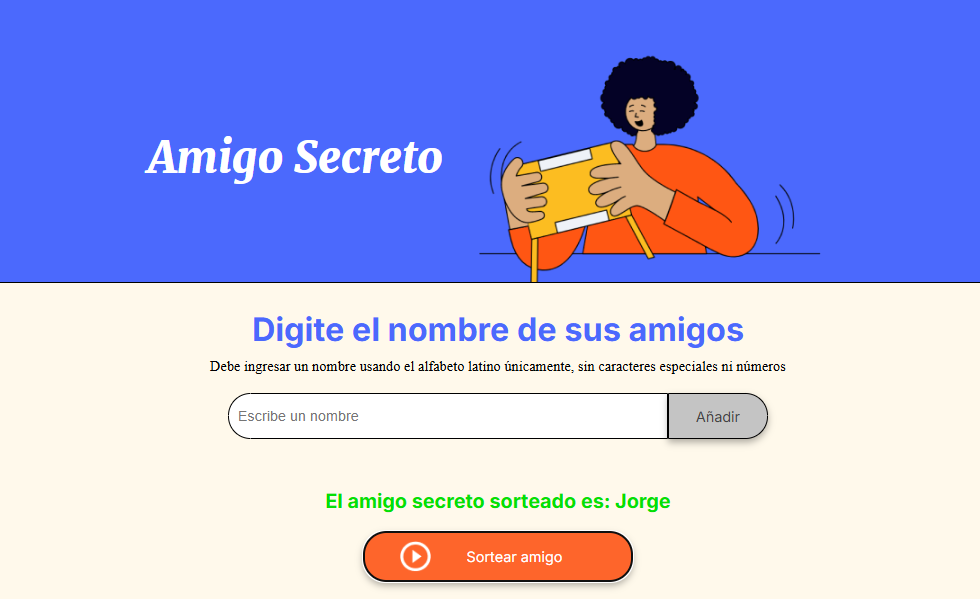 Amigo Secreto
Digite el nombre de sus amigos
Debe ingresar un nombre usando el alfabeto latino únicamente, sin caracteres especiales ni números
Escribe un nombre
Añadir
El amigo secreto sorteado es: Jorge
Sortear amigo